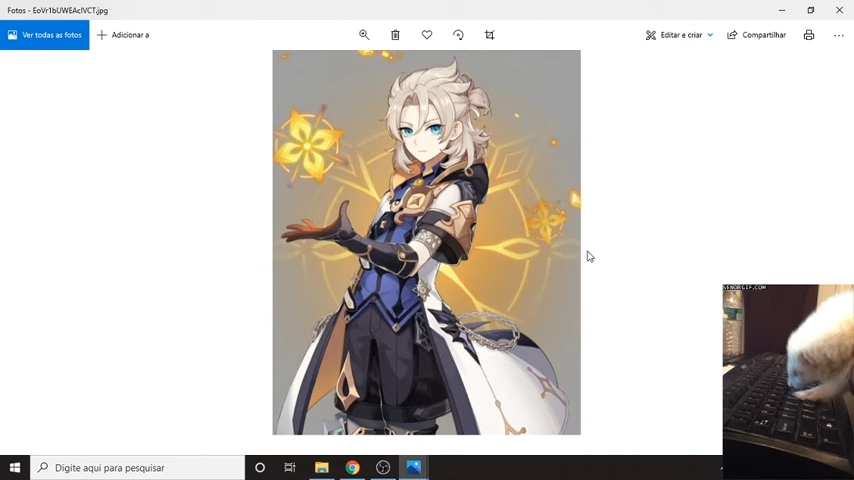 Fotos - EoVr1bUWEAcIVCT.jpg
Ver todas as fotos
Adicionar a
Editar e criar
Compartilhar
SENORGIF.COM
Digite aqui para pesquisar